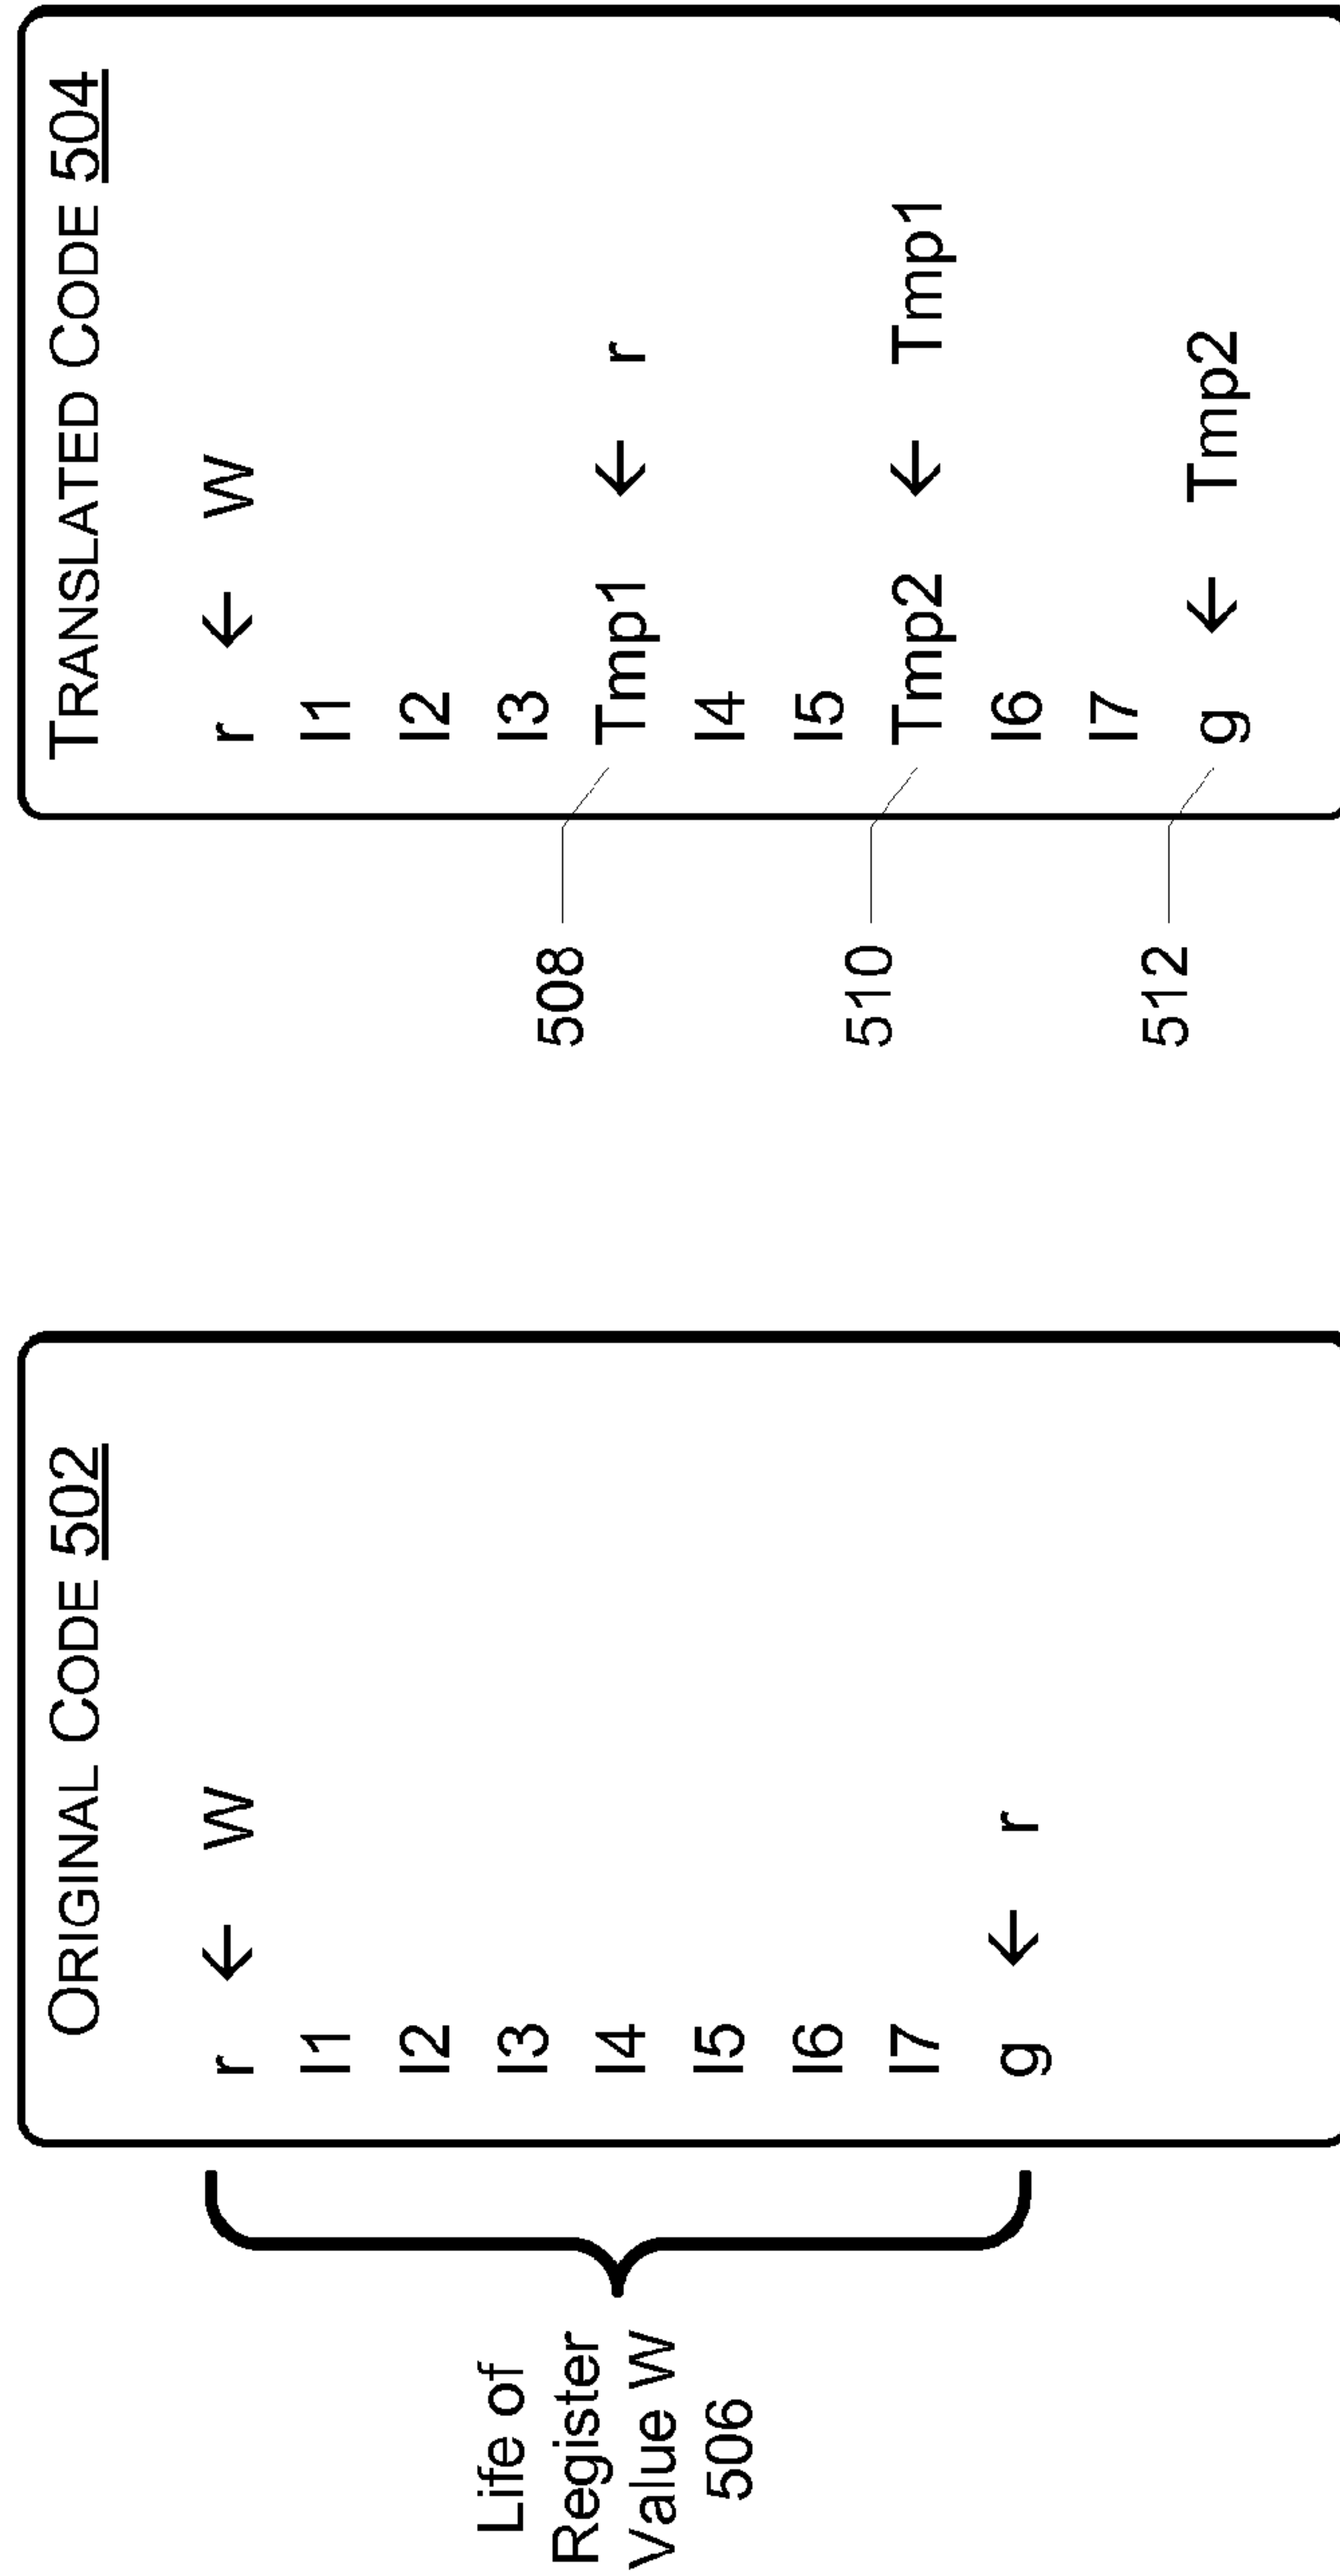 Life of
Register
Value W
506
ORIGINAL CODE 502
r ← W
I1
I2
I3
I4
I5
I6
I7
g ← r
508
510
512
TRANSLATED CODE 504
r ← W
I1
I2
I3
Tmp1 ← r
I4
I5
Tmp2 ← Tmp1
I6
I7
g ← Tmp2